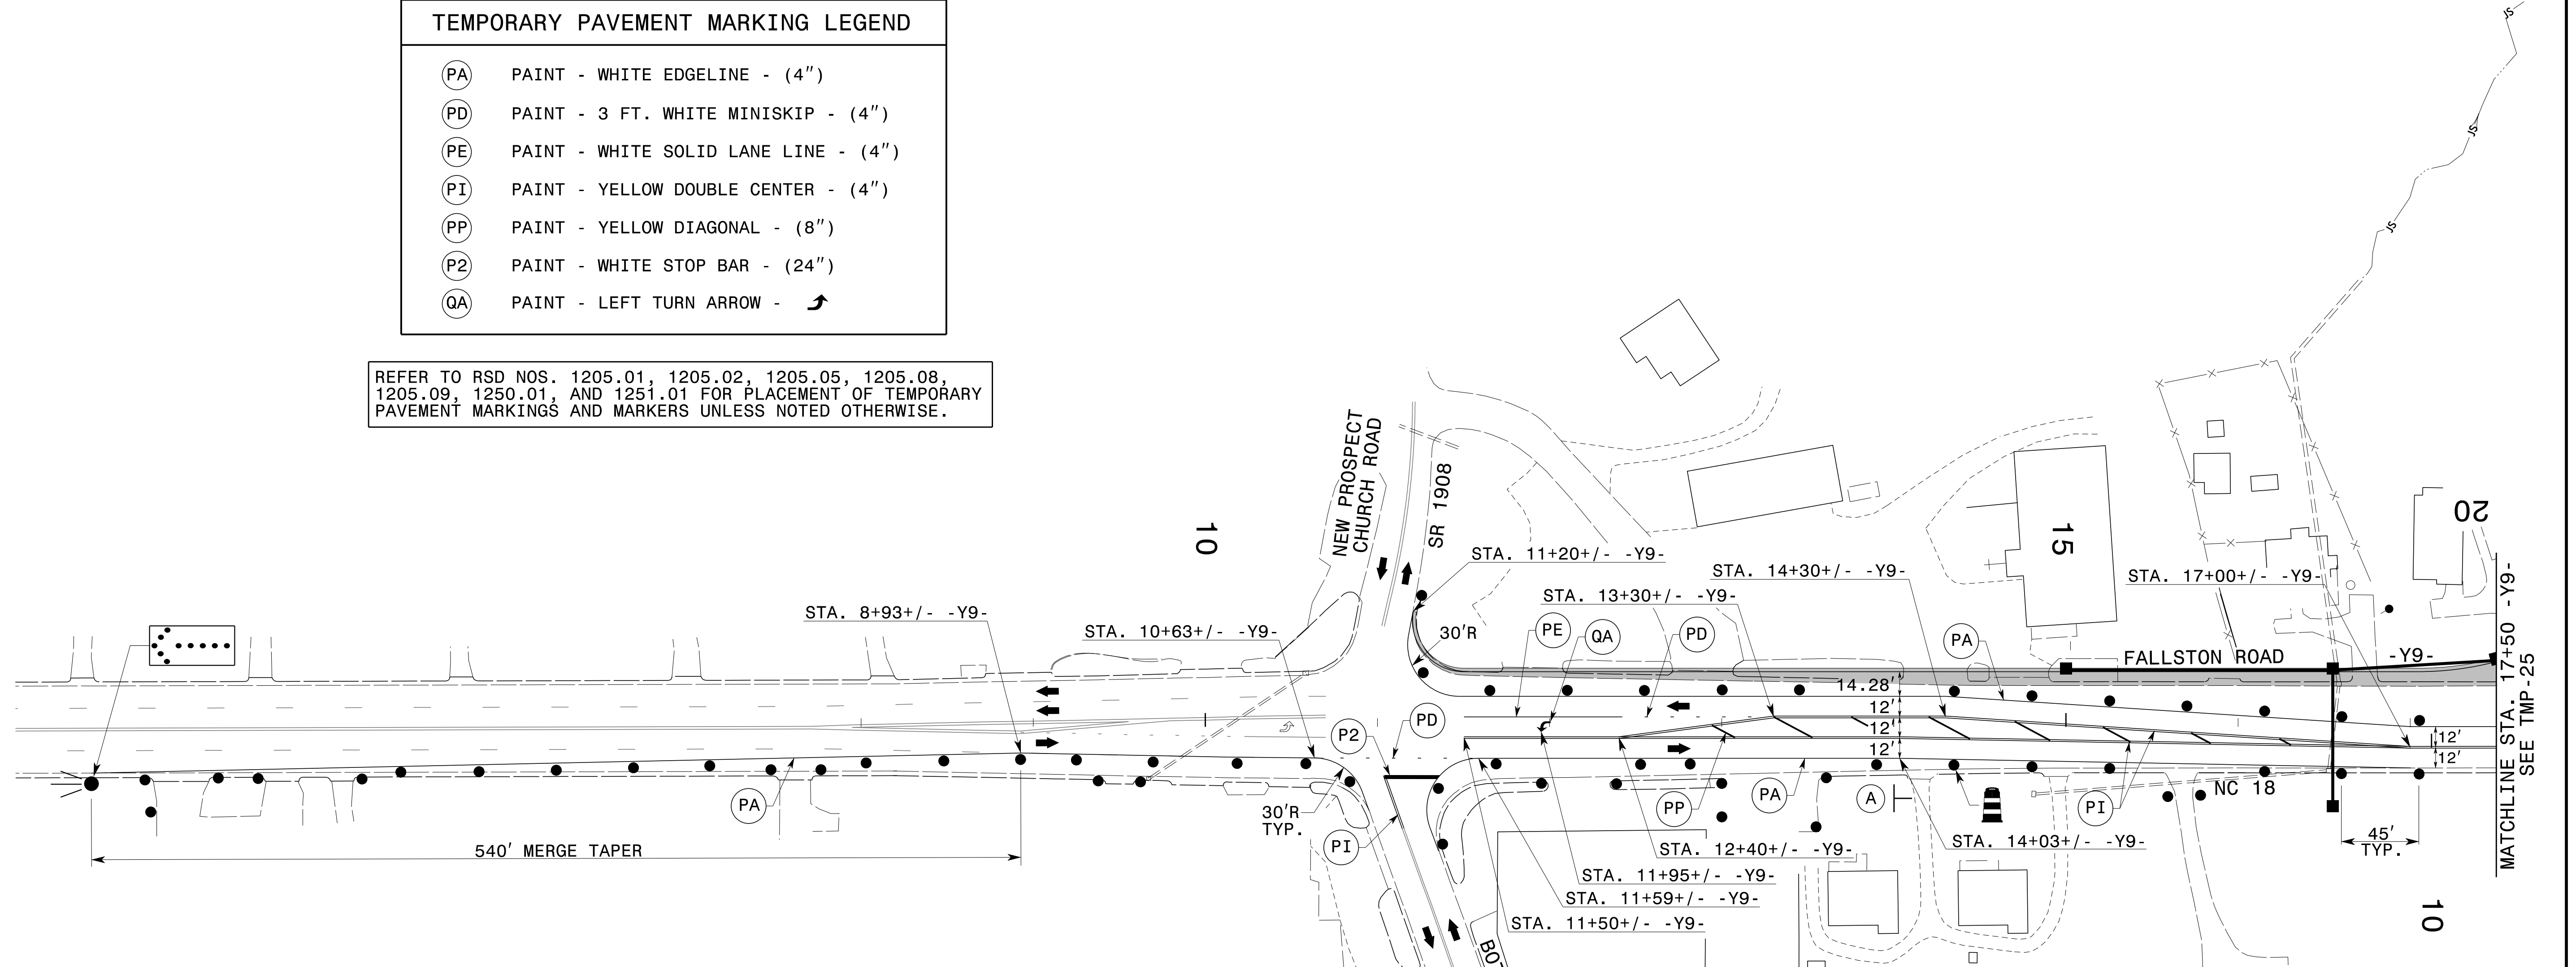 TEMPORARY PAVEMENT MARKING LEGEND
PA PAINT - WHITE EDGELINE - (4")
PD PAINT - 3 FT. WHITE MINISKIP - (4")
PE PAINT - WHITE SOLID LANE LINE - (4")
PI PAINT - YELLOW DOUBLE CENTER - (4")
PP PAINT - YELLOW DIAGONAL - (8")
P2 PAINT - WHITE STOP BAR - (24")
QA PAINT - LEFT TURN ARROW -
REFER TO RSD NOS. 1205.01, 1205.02, 1205.05, 1205.08,
1205.09, 1250.01, AND 1251.01 FOR PLACEMENT OF TEMPORARY
PAVEMENT MARKINGS AND MARKERS UNLESS NOTED OTHERWISE.
JS
JS
JS
NEW PROSPECT
CHURCH ROAD
SR 1908
10
15
20
STA. 11+20+/- -Y9-
STA. 14+30+/- -Y9-
STA. 17+00+/- -Y9-
STA. 13+30+/- -Y9-
STA. 8+93+/- -Y9-
STA. 10+63+/- -Y9-
30'R
PE
QA
PD
PA
FALLSTON ROAD
-Y9-
MATCHLINE STA. 17+50 -Y9-
SEE TMP-25
14.28'
12'
12'
12'
12'
12'
PD
P2
PA
30'R
TYP.
PP
PA
A
PI
NC 18
PI
540' MERGE TAPER
45'
TYP.
STA. 12+40+/- -Y9-
STA. 14+03+/- -Y9-
STA. 11+95+/- -Y9-
STA. 11+59+/- -Y9-
STA. 11+50+/- -Y9-
10